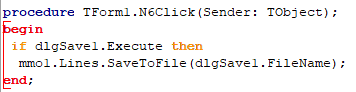 procedure TForm1.N6Click(Sender: TObject);
begin
if dlgSave1.Execute then
mmo1.Lines.SaveToFile(dlgSave1.FileName);
end;